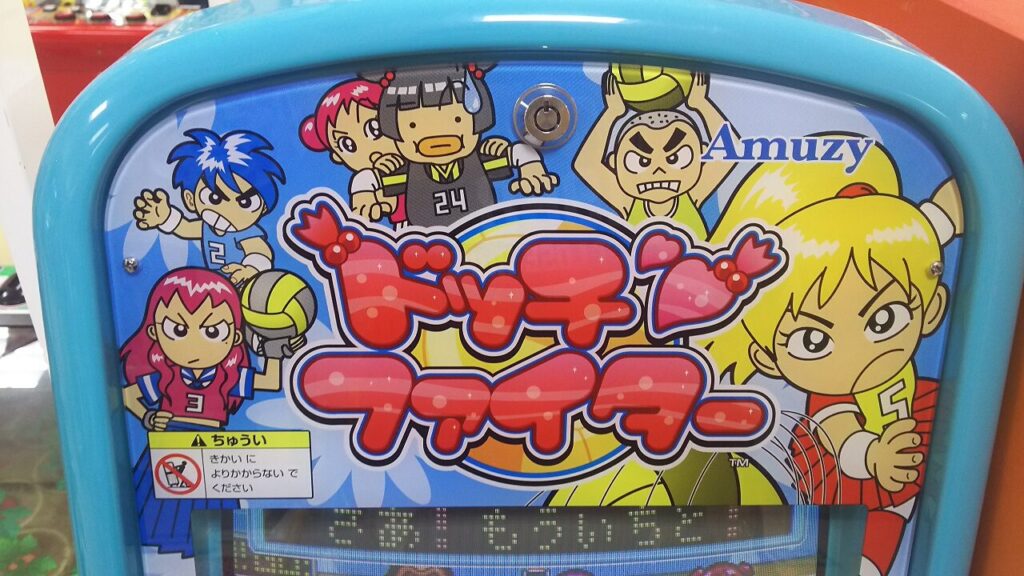 Amuzy
24
2
ドッヂ
ファイター
TM
3
5
ちゅうい
きかい に
よりかからない で
ください
さあ! もういちど!